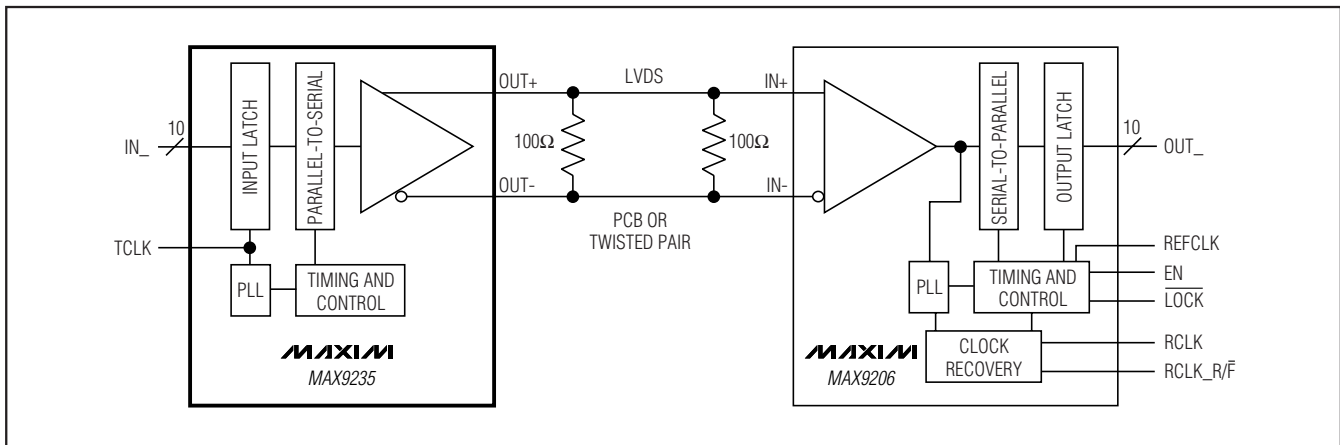 10
IN_
TCLK
INPUT LATCH
PARALLEL-TO-SERIAL
PLL
TIMING AND
CONTROL
MAXIM
MAX9235
OUT+
OUT-
100Ω
LVDS
100Ω
PCB OR
TWISTED PAIR
IN+
IN-
SERIAL-TO-PARALLEL
OUTPUT LATCH
PLL
TIMING AND
CONTROL
CLOCK
RECOVERY
MAXIM
MAX9206
10
OUT_
REFCLK
EN
L̅O̅C̅K̅
RCLK
RCLK_R/F̅